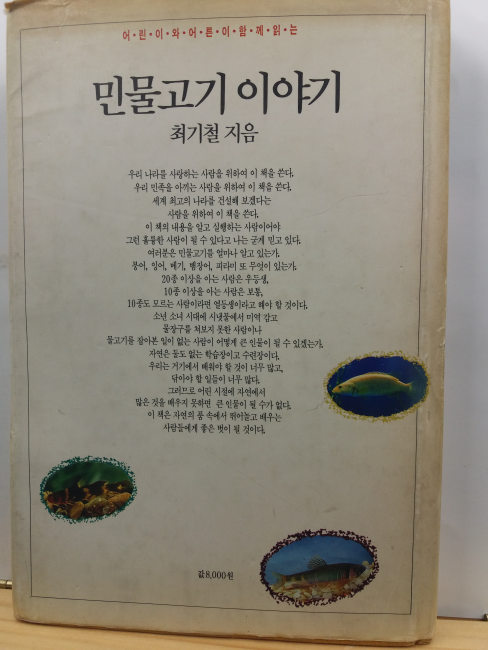 어·린·이·와·어·른·이·함·께·읽·는
민물고기 이야기
최기철 지음
우리 나라를 사랑하는 사람을 위하여 이 책을 쓴다.
우리 민족을 아끼는 사람을 위하여 이 책을 쓴다.
세계 최고의 나라를 건설해 보겠다는
사람을 위하여 이 책을 쓴다.
이 책의 내용을 알고 실행하는 사람이어야
그런 훌륭한 사람이 될 수 있다고 나는 굳게 믿고 있다.
여러분은 민물고기를 얼마나 알고 있는가.
붕어, 잉어, 메기, 뱀장어, 피라미 또 무엇이 있는가.
20종 이상을 아는 사람은 우등생,
10종 이상을 아는 사람은 보통,
10종도 모르는 사람이라면 열등생이라고 해야 할 것이다.
소년 소녀 시대에 시냇물에서 미역 감고
물장구를 쳐보지 못한 사람이나
물고기를 잡아본 일이 없는 사람이 어떻게 큰 인물이 될 수 있겠는가.
자연은 둘도 없는 학습장이고 수련장이다.
우리는 거기에서 배워야 할 것이 너무 많고,
닦아야 할 일들이 너무 많다.
그러므로 어린 시절에 자연에서
많은 것을 배우지 못하면 큰 인물이 될 수가 없다.
이 책은 자연의 품 속에서 뛰어놀고 배우는
사람들에게 좋은 벗이 될 것이다.
값8,000원